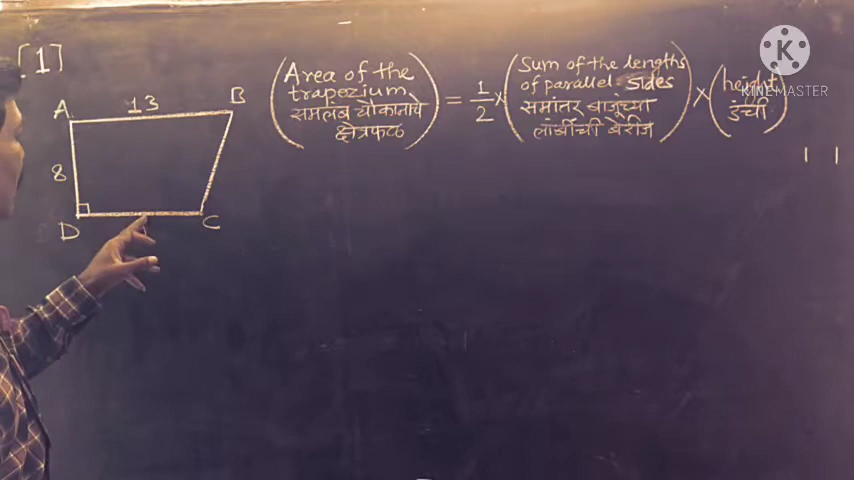 [1]
A 13 B
8
D C
(Area of the trapezium समलंब चौकोनाचे क्षेत्रफळ) = 1/2 × (Sum of the lengths of parallel sides समांतर बाजूंच्या लांबींची बेरीज) × (height उंची)
K
KINEMASTER